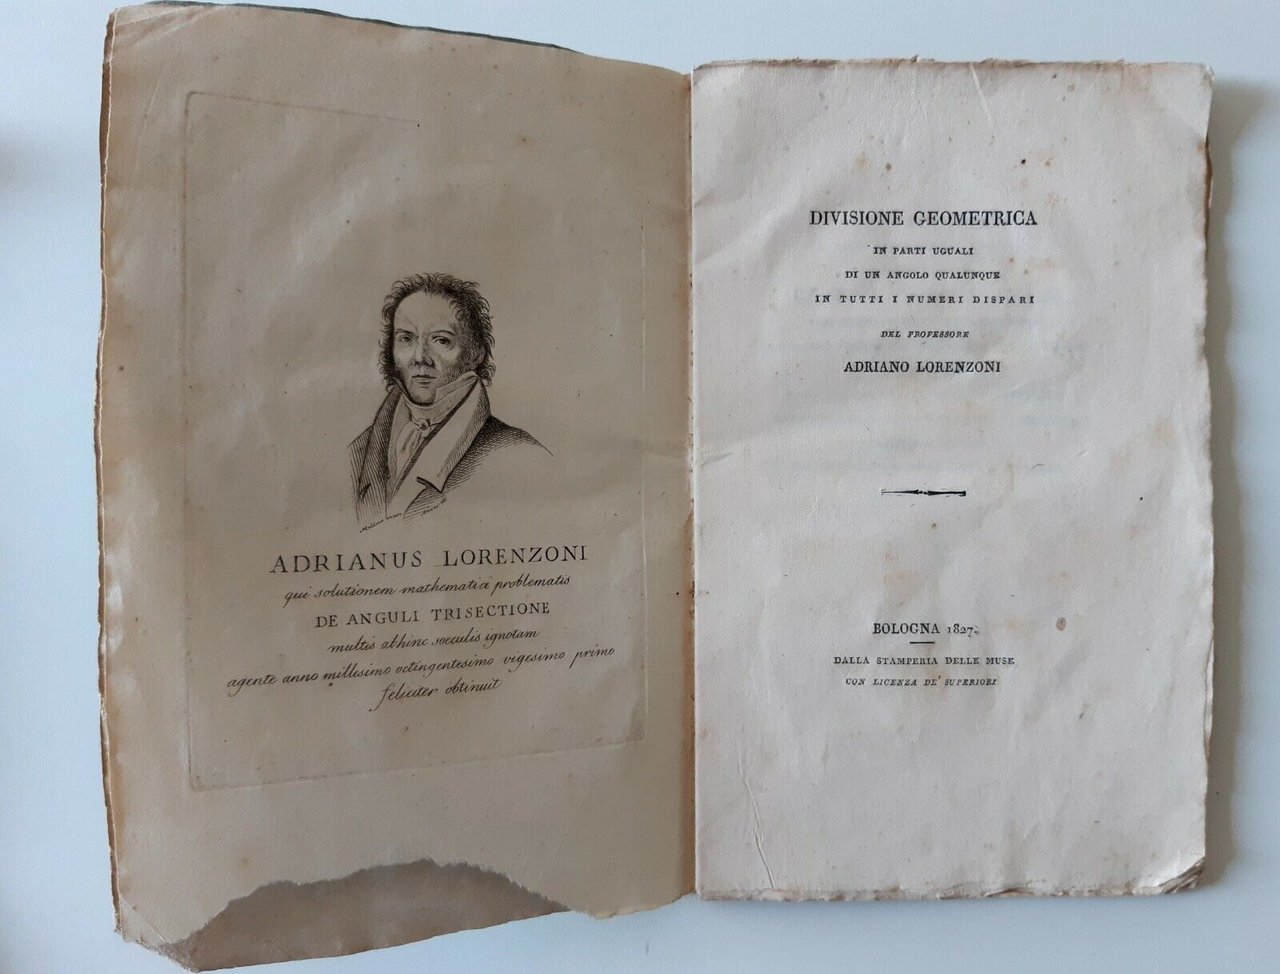 ADRIANUS LORENZONI
qui solutionem mathematici problematis
DE ANGULI TRISECTIONE
multis abhinc sœculis ignotam
agente anno millesimo octingentesimo vigesimo primo
feliciter obtinuit
DIVISIONE GEOMETRICA
IN PARTI UGUALI
DI UN ANGOLO QUALUNQUE
IN TUTTI I NUMERI DISPARI
DEL PROFESSORE
ADRIANO LORENZONI
BOLOGNA 1827.
DALLA STAMPERIA DELLE MUSE
CON LICENZA DE' SUPERIORI